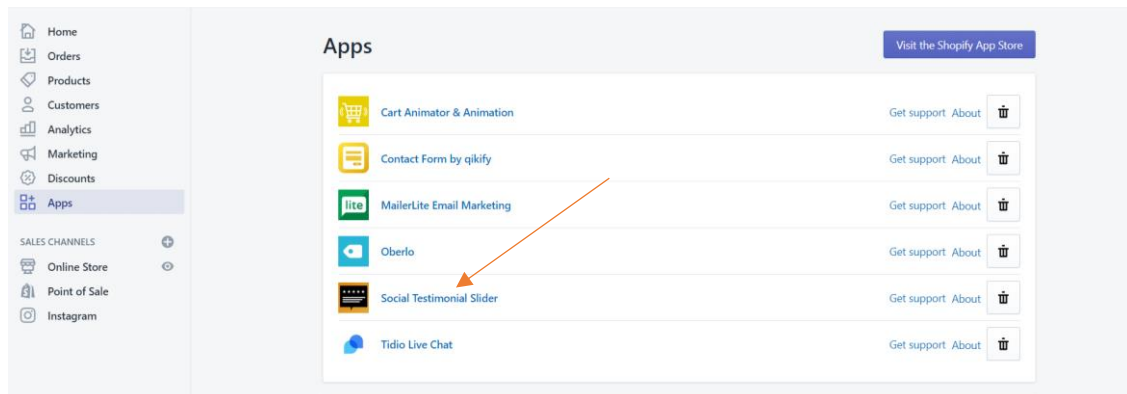 Home
Orders
Products
Customers
Analytics
Marketing
Discounts
Apps
SALES CHANNELS
Online Store
Point of Sale
Instagram
Apps
Visit the Shopify App Store
Cart Animator & Animation Get support About
Contact Form by qikify Get support About
lite MailerLite Email Marketing Get support About
Oberlo Get support About
Social Testimonial Slider Get support About
Tidio Live Chat Get support About